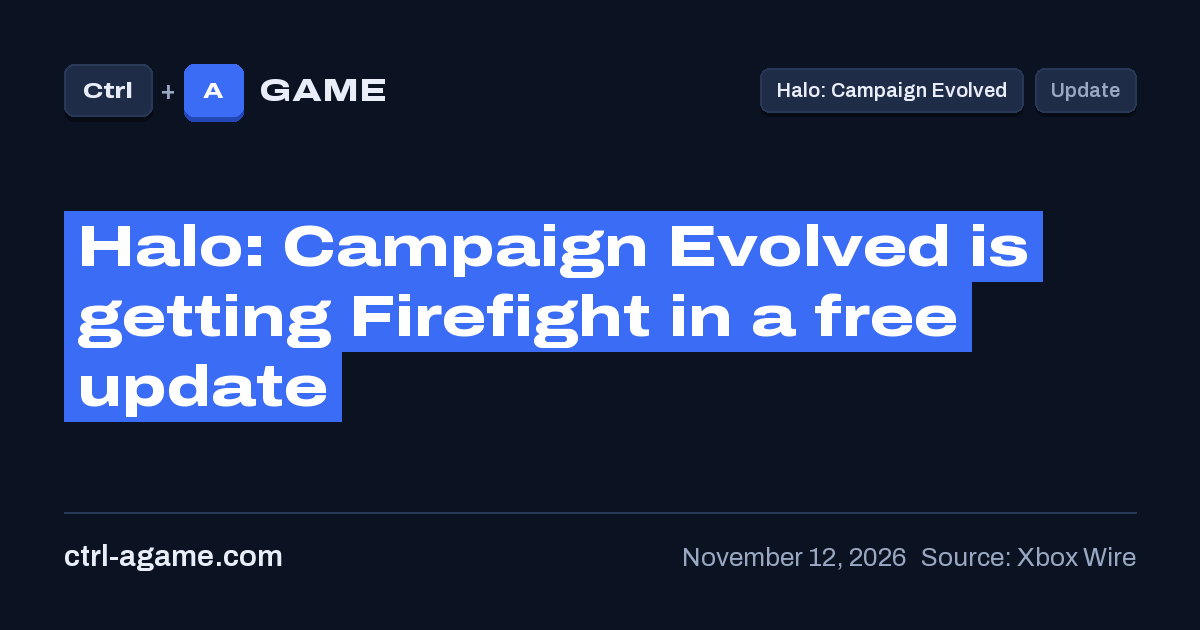 Ctrl + A GAME
Halo: Campaign Evolved Update
Halo: Campaign Evolved is
getting Firefight in a free
update
ctrl-agame.com
November 12, 2026 Source: Xbox Wire